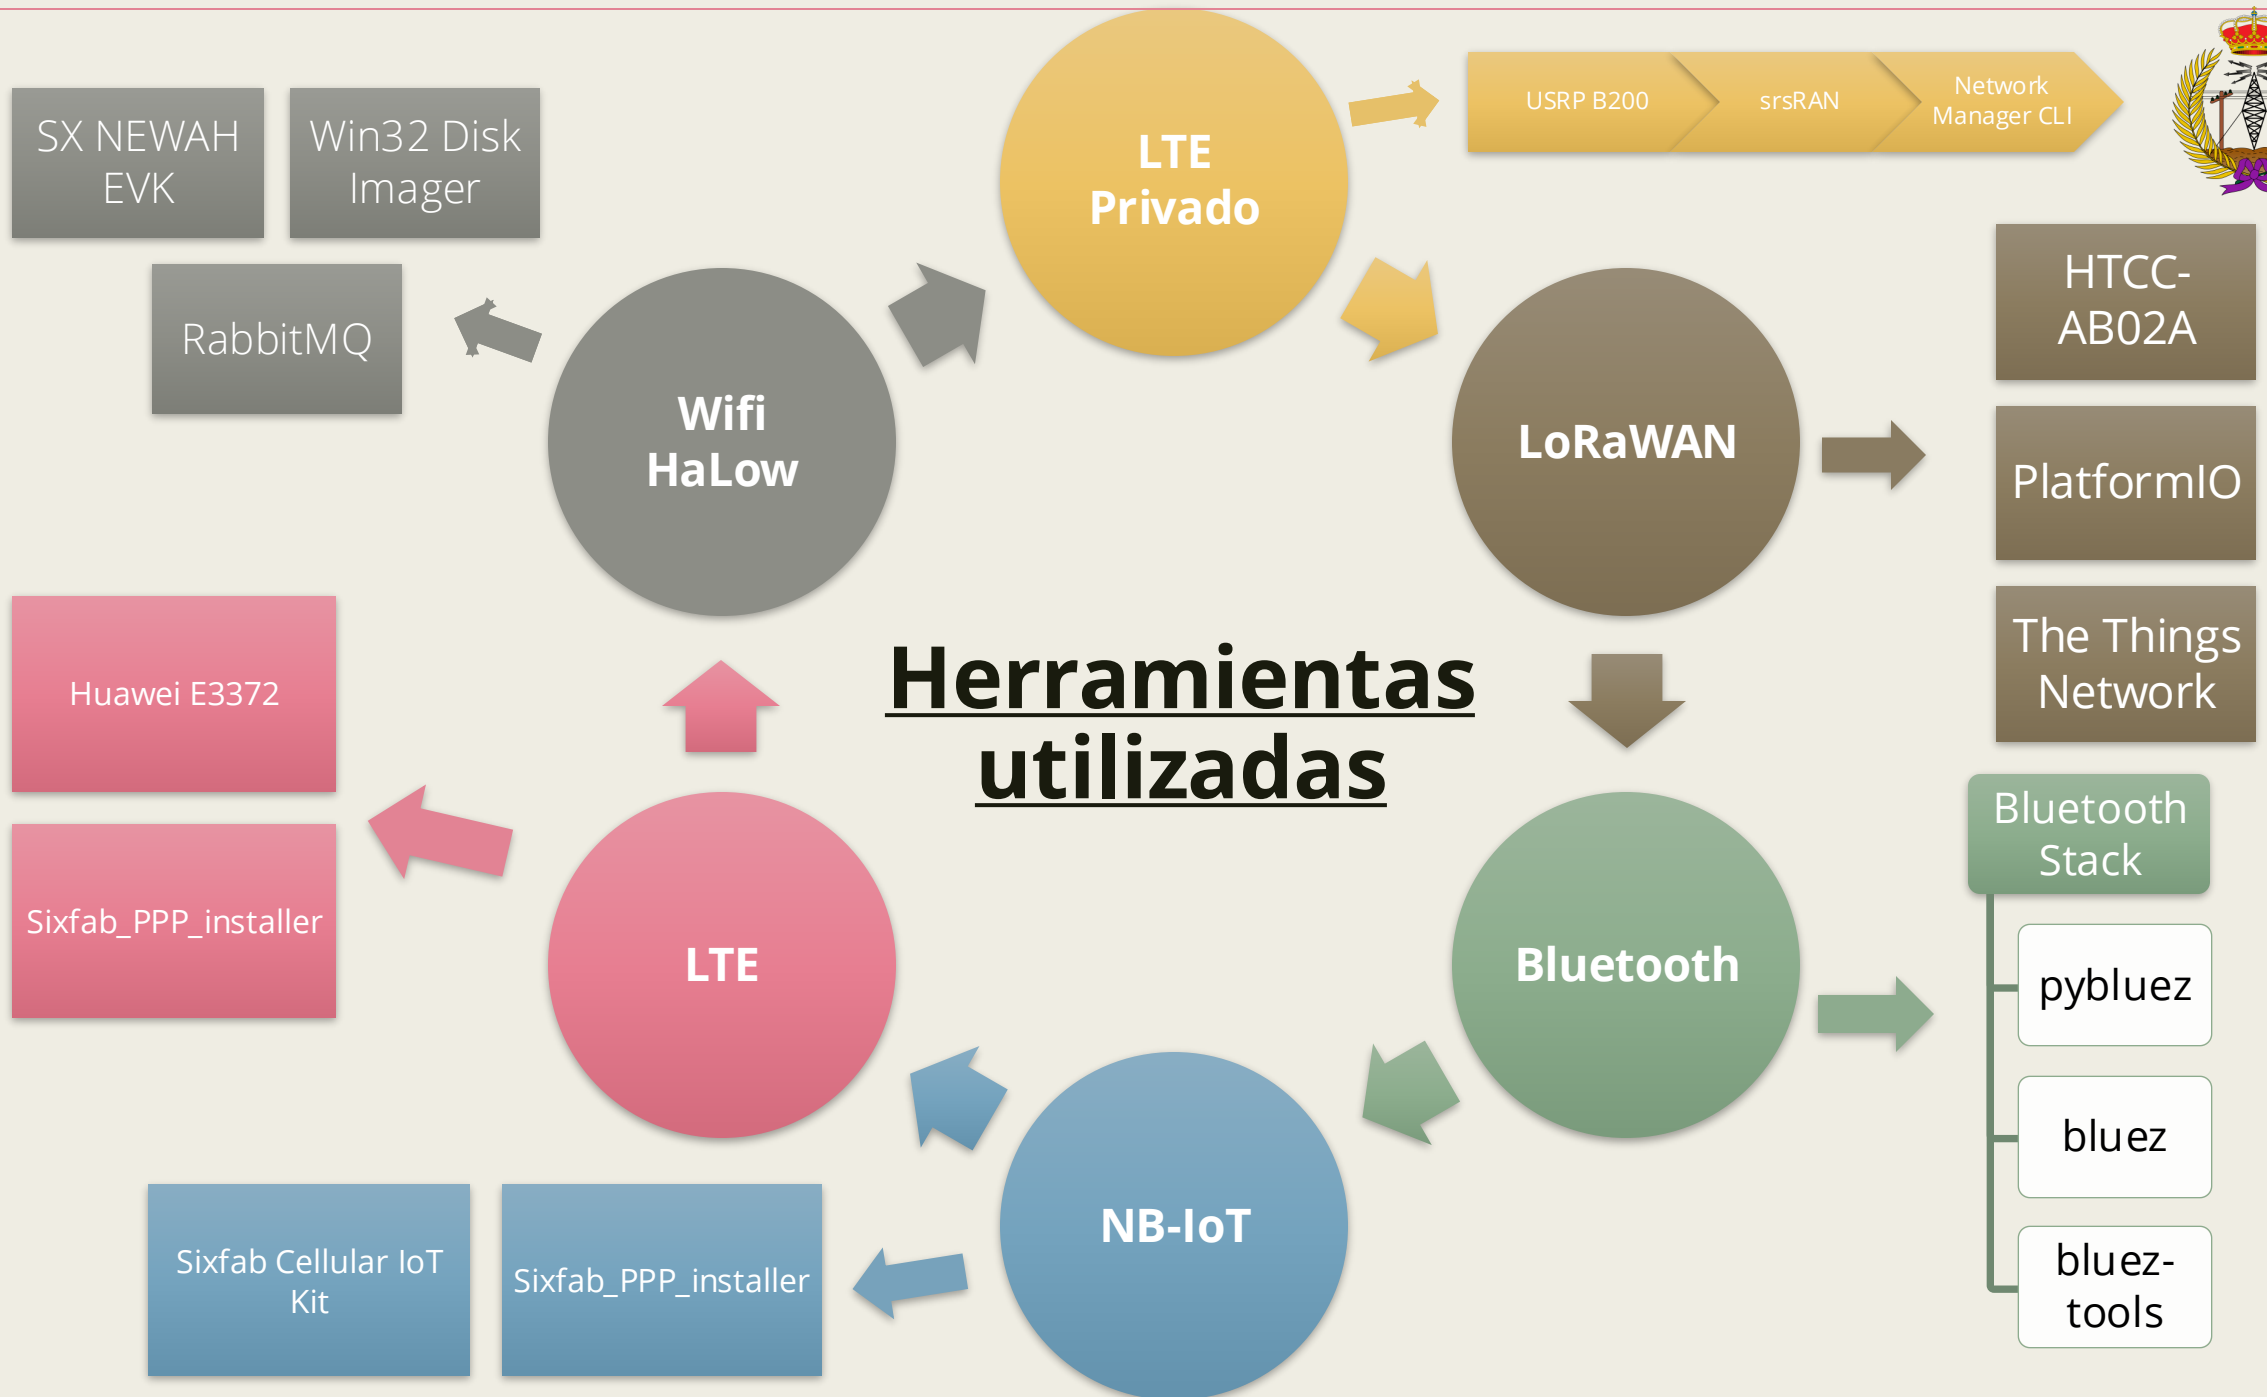 LTE
Privado
USRP B200
srsRAN
Network
Manager CLI
SX NEWAH
EVK
Win32 Disk
Imager
RabbitMQ
Wifi
HaLow
LoRaWAN
HTCC-
AB02A
PlatformIO
The Things
Network
Herramientas
utilizadas
Huawei E3372
Sixfab_PPP_installer
LTE
Bluetooth
Bluetooth
Stack
pybluez
bluez
bluez-
tools
NB-IoT
Sixfab Cellular IoT
Kit
Sixfab_PPP_installer